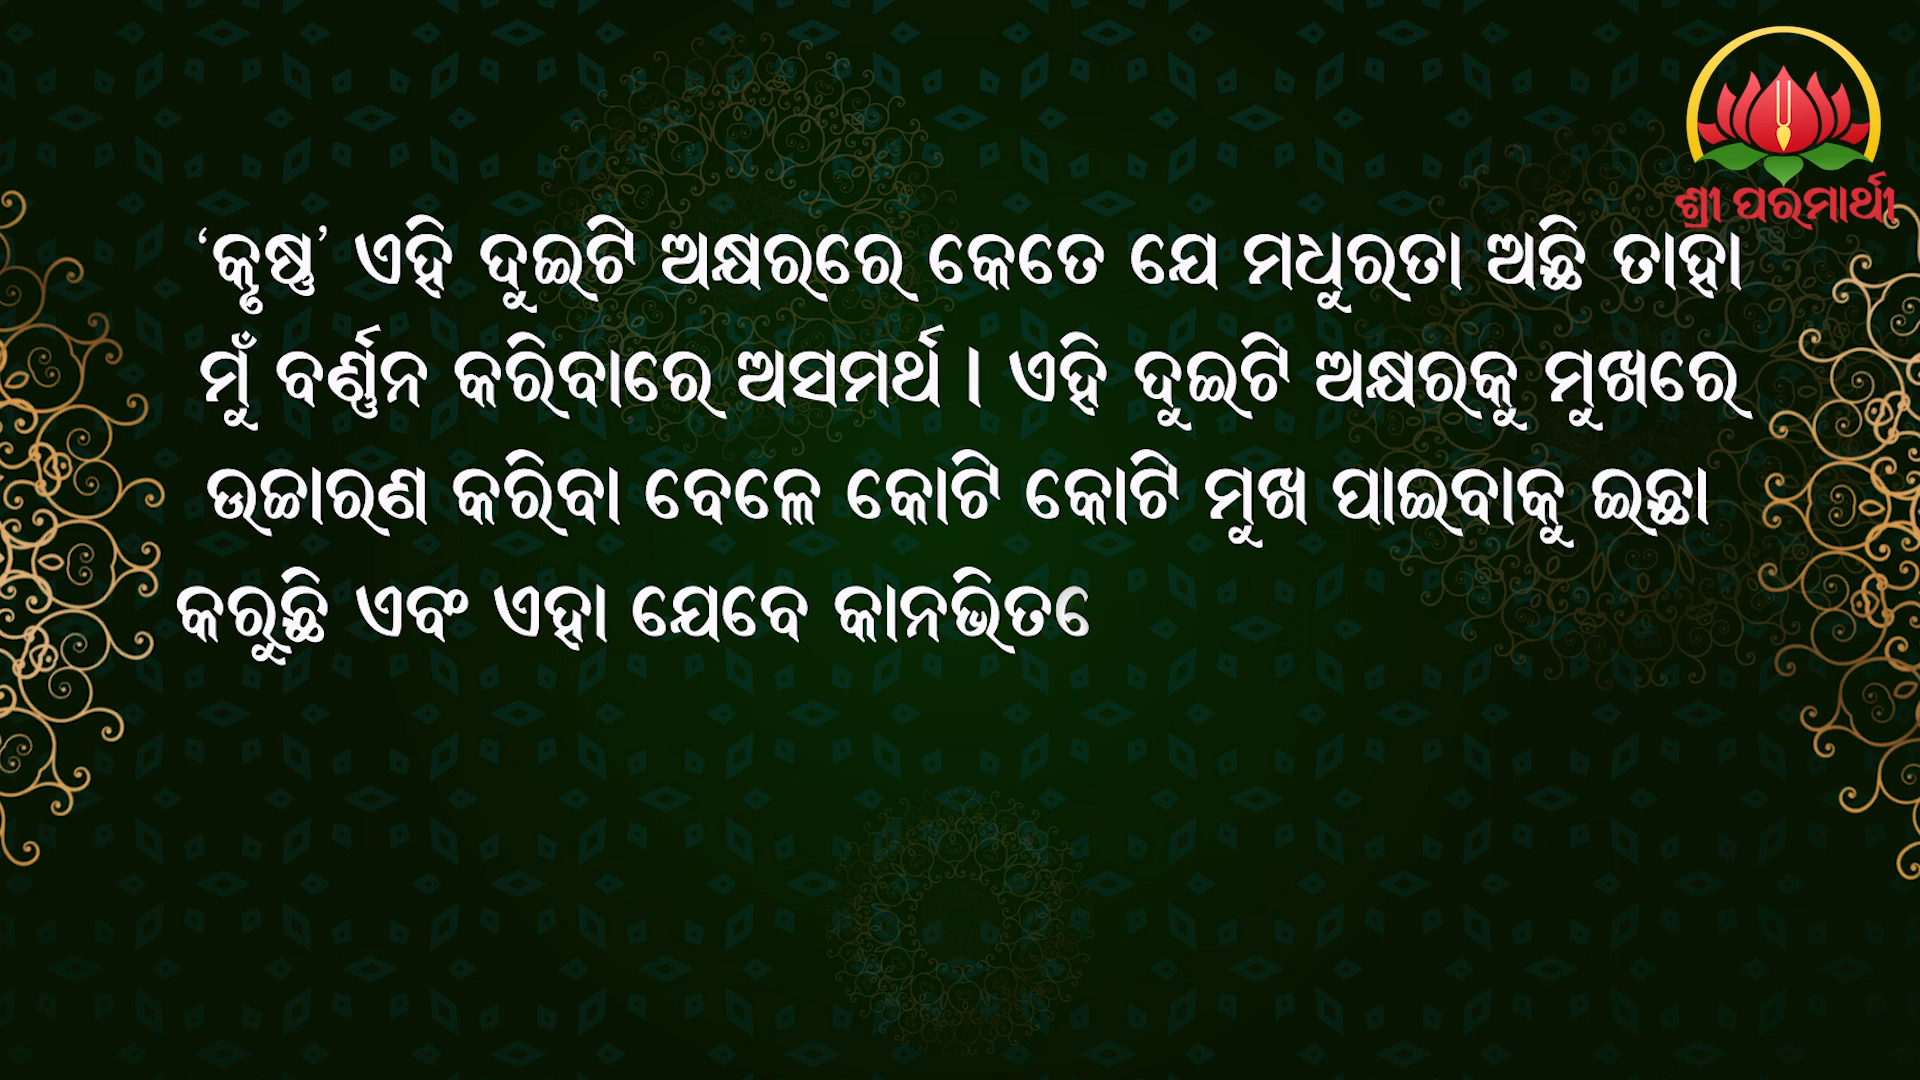 ଶ୍ରୀ ପରମାର୍ଥୀ
‘କୃଷ୍ଣ’ ଏହି ଦୁଇଟି ଅକ୍ଷରରେ କେତେ ଯେ ମଧୁରତା ଅଛି ତାହା
ମୁଁ ବର୍ଣ୍ଣନ କରିବାରେ ଅସମର୍ଥ । ଏହି ଦୁଇଟି ଅକ୍ଷରକୁ ମୁଖରେ
ଉଚ୍ଚାରଣ କରିବା ବେଳେ କୋଟି କୋଟି ମୁଖ ପାଇବାକୁ ଇଚ୍ଛା
କରୁଛି ଏବଂ ଏହା ଯେବେ କାନଭିତ